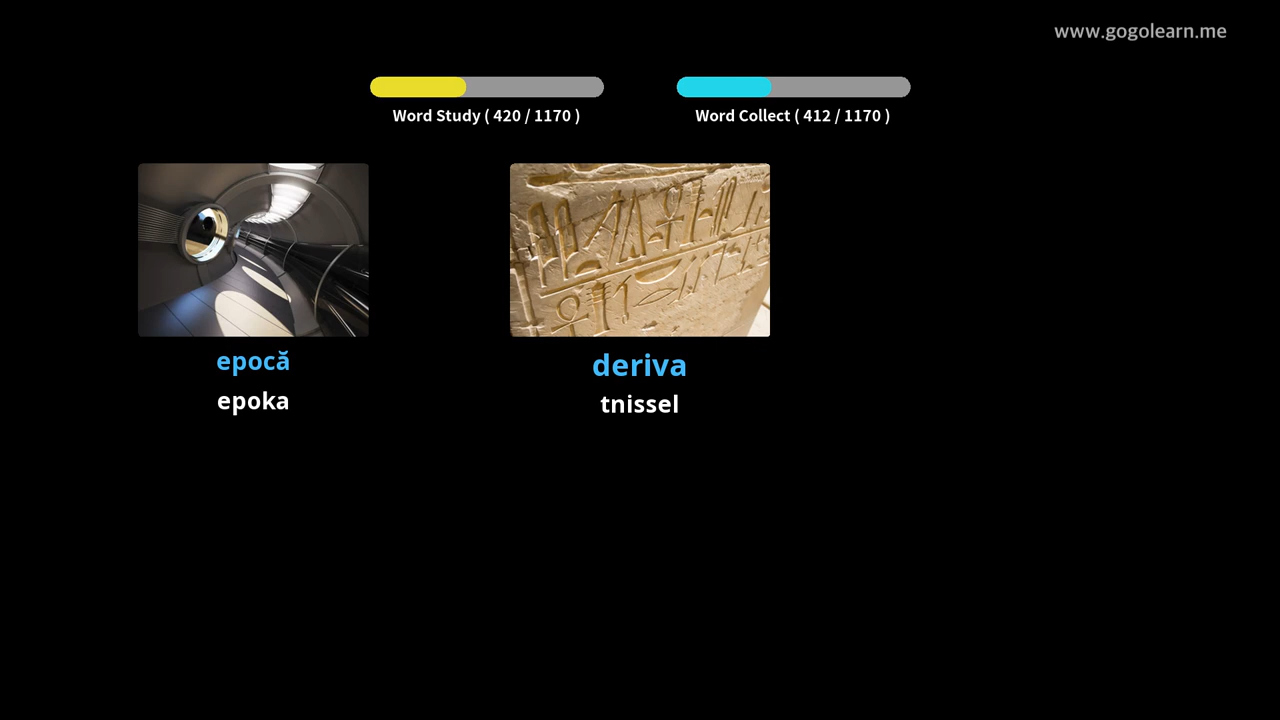 www.gogolearn.me
Word Study ( 420 / 1170 )
Word Collect ( 412 / 1170 )
epocă
epoka
deriva
tnissel